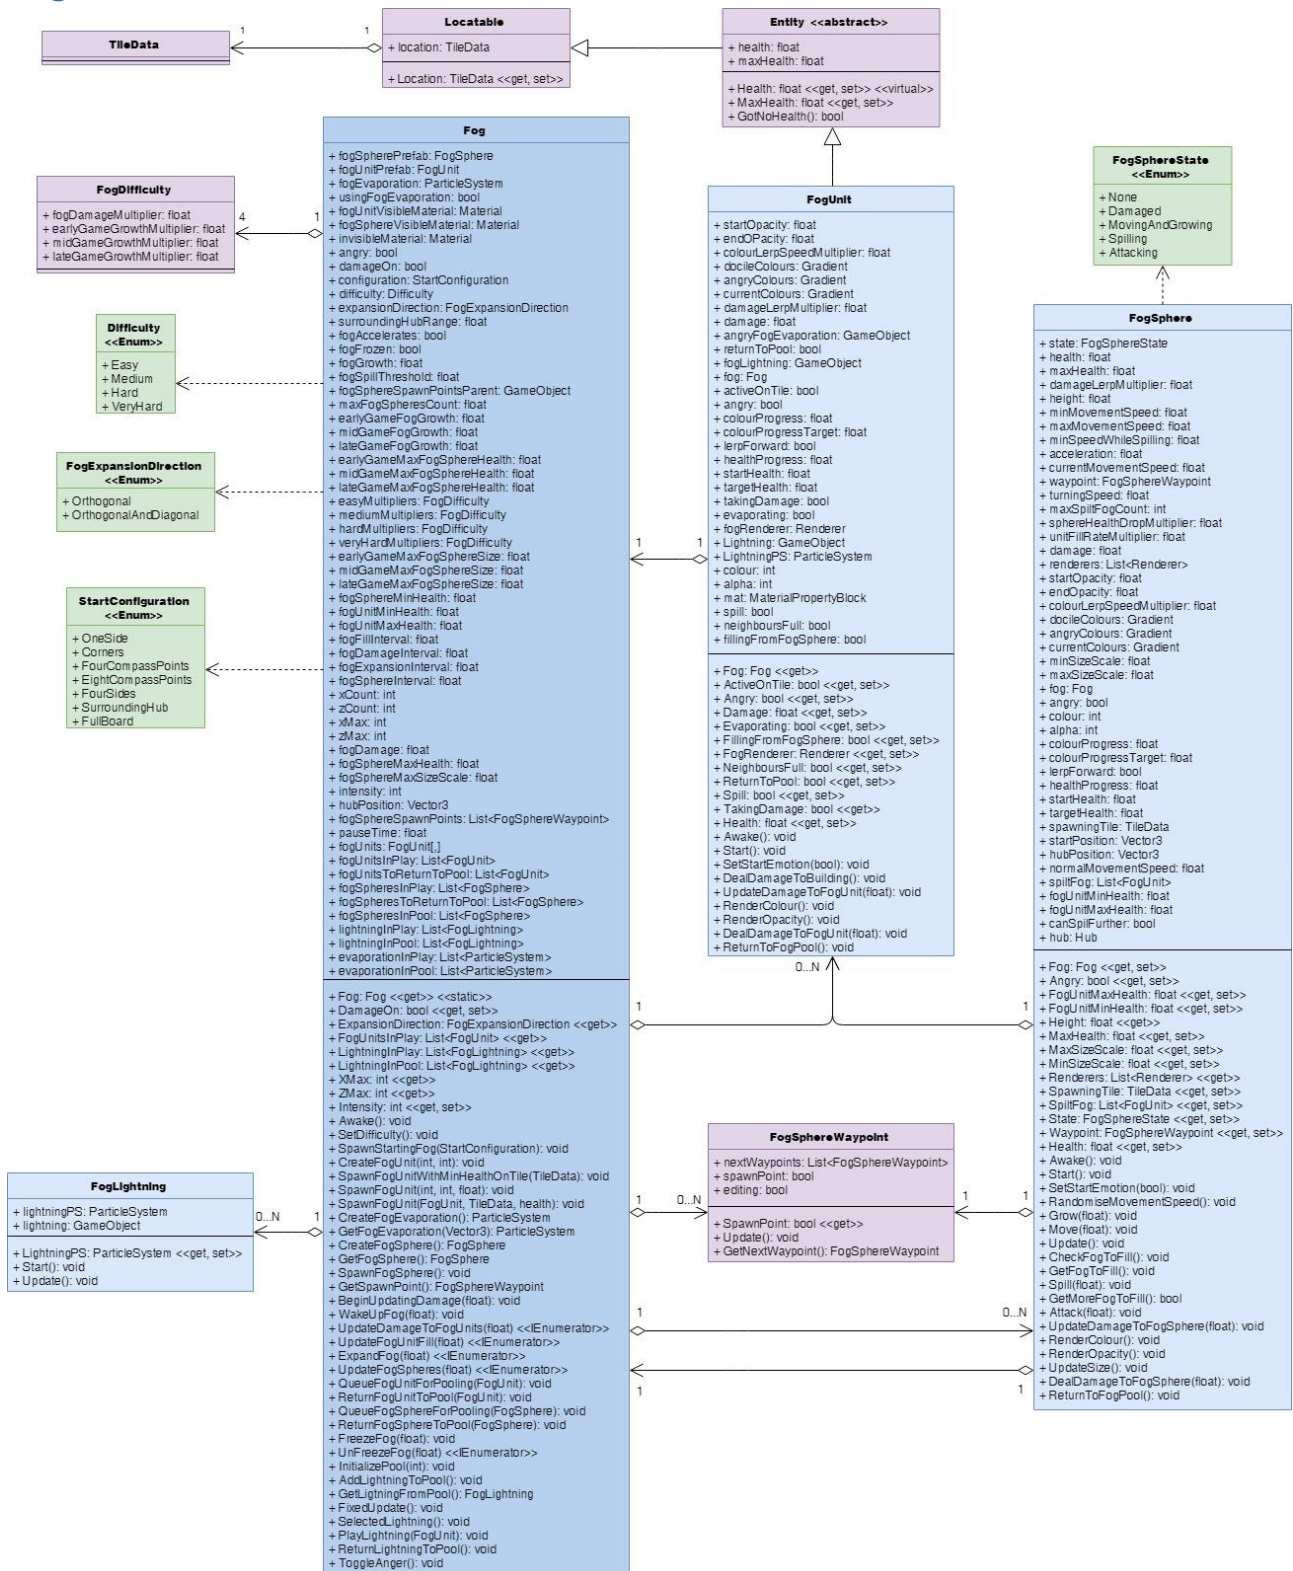 TileData
1
1
Locatable
+ location: TileData
+ Location: TileData <<get, set>>
Entity <<abstract>>
+ health: float
+ maxHealth: float
+ Health: float <<get, set>> <<virtual>>
+ MaxHealth: float <<get, set>>
+ GotNoHealth(): bool
FogDifficulty
+ fogDamageMultiplier: float
+ earlyGameGrowthMultiplier: float
+ midGameGrowthMultiplier: float
+ lateGameGrowthMultiplier: float
4
1
Difficulty
<<Enum>>
+ Easy
+ Medium
+ Hard
+ VeryHard
FogExpansionDirection
<<Enum>>
+ Orthogonal
+ OrthogonalAndDiagonal
StartConfiguration
<<Enum>>
+ OneSide
+ Corners
+ FourCompassPoints
+ EightCompassPoints
+ FourSides
+ SurroundingHub
+ FullBoard
FogLightning
+ lightningPS: ParticleSystem
+ lightning: GameObject
+ LightningPS: ParticleSystem <<get, set>>
+ Start(): void
+ Update(): void
0...N
1
Fog
+ fogSpherePrefab: FogSphere
+ fogUnitPrefab: FogUnit
+ fogEvaporation: ParticleSystem
+ usingFogEvaporation: bool
+ fogUnitVisibleMaterial: Material
+ fogSphereVisibleMaterial: Material
+ invisibleMaterial: Material
+ angry: bool
+ damageOn: bool
+ configuration: StartConfiguration
+ difficulty: Difficulty
+ expansionDirection: FogExpansionDirection
+ surroundingHubRange: float
+ fogAccelerates: bool
+ fogFrozen: bool
+ fogGrowth: float
+ fogSpillThreshold: float
+ fogSphereSpawnPointsParent: GameObject
+ maxFogSpheresCount: float
+ earlyGameFogGrowth: float
+ midGameFogGrowth: float
+ lateGameFogGrowth: float
+ earlyGameMaxFogSphereHealth: float
+ midGameMaxFogSphereHealth: float
+ lateGameMaxFogSphereHealth: float
+ easyMultipliers: FogDifficulty
+ mediumMultipliers: FogDifficulty
+ hardMultipliers: FogDifficulty
+ veryHardMultipliers: FogDifficulty
+ earlyGameMaxFogSphereSize: float
+ midGameMaxFogSphereSize: float
+ lateGameMaxFogSphereSize: float
+ fogSphereMinHealth: float
+ fogUnitMinHealth: float
+ fogUnitMaxHealth: float
+ fogFillInterval: float
+ fogDamageInterval: float
+ fogExpansionInterval: float
+ fogSphereInterval: float
+ xCount: int
+ zCount: int
+ xMax: int
+ zMax: int
+ fogDamage: float
+ fogSphereMaxHealth: float
+ fogSphereMaxSizeScale: float
+ intensity: int
+ hubPosition: Vector3
+ fogSphereSpawnPoints: List<FogSphereWaypoint>
+ pauseTime: float
+ fogUnits: FogUnit[,]
+ fogUnitsInPlay: List<FogUnit>
+ fogUnitsToReturnToPool: List<FogUnit>
+ fogSpheresInPlay: List<FogSphere>
+ fogSpheresToReturnToPool: List<FogSphere>
+ fogSpheresInPool: List<FogSphere>
+ lightningInPlay: List<FogLightning>
+ lightningInPool: List<FogLightning>
+ evaporationInPlay: List<ParticleSystem>
+ evaporationInPool: List<ParticleSystem>
+ Fog: Fog <<get>> <<static>>
+ DamageOn: bool <<get, set>>
+ ExpansionDirection: FogExpansionDirection <<get>>
+ FogUnitsInPlay: List<FogUnit> <<get>>
+ LightningInPlay: List<FogLightning> <<get>>
+ LightningInPool: List<FogLightning> <<get>>
+ XMax: int <<get>>
+ ZMax: int <<get>>
+ Intensity: int <<get, set>>
+ Awake(): void
+ SetDifficulty(): void
+ SpawnStartingFog(StartConfiguration): void
+ CreateFogUnit(int, int): void
+ SpawnFogUnitWithMinHealthOnTile(TileData): void
+ SpawnFogUnit(int, int, float): void
+ SpawnFogUnit(FogUnit, TileData, health): void
+ CreateFogEvaporation(): ParticleSystem
+ GetFogEvaporation(Vector3): ParticleSystem
+ CreateFogSphere(): FogSphere
+ GetFogSphere(): FogSphere
+ SpawnFogSphere(): void
+ GetSpawnPoint(): FogSphereWaypoint
+ BeginUpdatingDamage(float): void
+ WakeUpFog(float): void
+ UpdateDamageToFogUnits(float) <<IEnumerator>>
+ UpdateFogUnitFill(float) <<IEnumerator>>
+ ExpandFog(float) <<IEnumerator>>
+ UpdateFogSpheres(float) <<IEnumerator>>
+ QueueFogUnitForPooling(FogUnit): void
+ ReturnFogUnitToPool(FogUnit): void
+ QueueFogSphereForPooling(FogSphere): void
+ ReturnFogSphereToPool(FogSphere): void
+ FreezeFog(float): void
+ UnFreezeFog(float) <<IEnumerator>>
+ InitializePool(int): void
+ AddLightningToPool(): void
+ GetLigtningFromPool(): FogLightning
+ FixedUpdate(): void
+ SelectedLightning(): void
+ PlayLightning(FogUnit): void
+ ReturnLightningToPool(): void
+ ToggleAnger(): void
1
1
FogUnit
+ startOpacity: float
+ endOPacity: float
+ colourLerpSpeedMultiplier: float
+ docileColours: Gradient
+ angryColours: Gradient
+ currentColours: Gradient
+ damageLerpMultiplier: float
+ damage: float
+ angryFogEvaporation: GameObject
+ returnToPool: bool
+ fogLightning: GameObject
+ fog: Fog
+ activeOnTile: bool
+ angry: bool
+ colourProgress: float
+ colourProgressTarget: float
+ lerpForward: bool
+ healthProgress: float
+ startHealth: float
+ targetHealth: float
+ takingDamage: bool
+ evaporating: bool
+ fogRenderer: Renderer
+ Lightning: GameObject
+ LightningPS: ParticleSystem
+ colour: int
+ alpha: int
+ mat: MaterialPropertyBlock
+ spill: bool
+ neighboursFull: bool
+ fillingFromFogSphere: bool
+ Fog: Fog <<get>>
+ ActiveOnTile: bool <<get, set>>
+ Angry: bool <<get, set>>
+ Damage: float <<get, set>>
+ Evaporating: bool <<get, set>>
+ FillingFromFogSphere: bool <<get, set>>
+ FogRenderer: Renderer <<get, set>>
+ NeighboursFull: bool <<get, set>>
+ ReturnToPool: bool <<get, set>>
+ Spill: bool <<get, set>>
+ TakingDamage: bool <<get>>
+ Health: float <<get, set>>
+ Awake(): void
+ Start(): void
+ SetStartEmotion(bool): void
+ DealDamageToBuilding(): void
+ UpdateDamageToFogUnit(float): void
+ RenderColour(): void
+ RenderOpacity(): void
+ DealDamageToFogUnit(float): void
+ ReturnToFogPool(): void
0...N
1
1
FogSphereWaypoint
+ nextWaypoints: List<FogSphereWaypoint>
+ spawnPoint: bool
+ editing: bool
+ SpawnPoint: bool <<get>>
+ Update(): void
+ GetNextWaypoint(): FogSphereWaypoint
1
0...N
1
1
1
0...N
1
1
FogSphereState
<<Enum>>
+ None
+ Damaged
+ MovingAndGrowing
+ Spilling
+ Attacking
FogSphere
+ state: FogSphereState
+ health: float
+ maxHealth: float
+ damageLerpMultiplier: float
+ height: float
+ minMovementSpeed: float
+ maxMovementSpeed: float
+ minSpeedWhileSpilling: float
+ acceleration: float
+ currentMovementSpeed: float
+ waypoint: FogSphereWaypoint
+ turningSpeed: float
+ maxSpiltFogCount: int
+ sphereHealthDropMultiplier: float
+ unitFillRateMultiplier: float
+ damage: float
+ renderers: List<Renderer>
+ startOpacity: float
+ endOpacity: float
+ colourLerpSpeedMultiplier: float
+ docileColours: Gradient
+ angryColours: Gradient
+ currentColours: Gradient
+ minSizeScale: float
+ maxSizeScale: float
+ fog: Fog
+ angry: bool
+ colour: int
+ alpha: int
+ colourProgress: float
+ colourProgressTarget: float
+ lerpForward: bool
+ healthProgress: float
+ startHealth: float
+ targetHealth: float
+ spawningTile: TileData
+ startPosition: Vector3
+ hubPosition: Vector3
+ normalMovementSpeed: float
+ spiltFog: List<FogUnit>
+ fogUnitMinHealth: float
+ fogUnitMaxHealth: float
+ canSpilFurther: bool
+ hub: Hub
+ Fog: Fog <<get, set>>
+ Angry: bool <<get, set>>
+ FogUnitMaxHealth: float <<get, set>>
+ FogUnitMinHealth: float <<get, set>>
+ Height: float <<get>>
+ MaxHealth: float <<get, set>>
+ MaxSizeScale: float <<get, set>>
+ MinSizeScale: float <<get, set>>
+ Renderers: List<Renderer> <<get>>
+ SpawningTile: TileData <<get, set>>
+ SpiltFog: List<FogUnit> <<get, set>>
+ State: FogSphereState <<get, set>>
+ Waypoint: FogSphereWaypoint <<get, set>>
+ Health: float <<get, set>>
+ Awake(): void
+ Start(): void
+ SetStartEmotion(bool): void
+ RandomiseMovementSpeed(): void
+ Grow(float): void
+ Move(float): void
+ Update(): void
+ CheckFogToFill(): void
+ GetFogToFill(): void
+ Spill(float): void
+ GetMoreFogToFill(): bool
+ Attack(float): void
+ UpdateDamageToFogSphere(float): void
+ RenderColour(): void
+ RenderOpacity(): void
+ UpdateSize(): void
+ DealDamageToFogSphere(float): void
+ ReturnToFogPool(): void